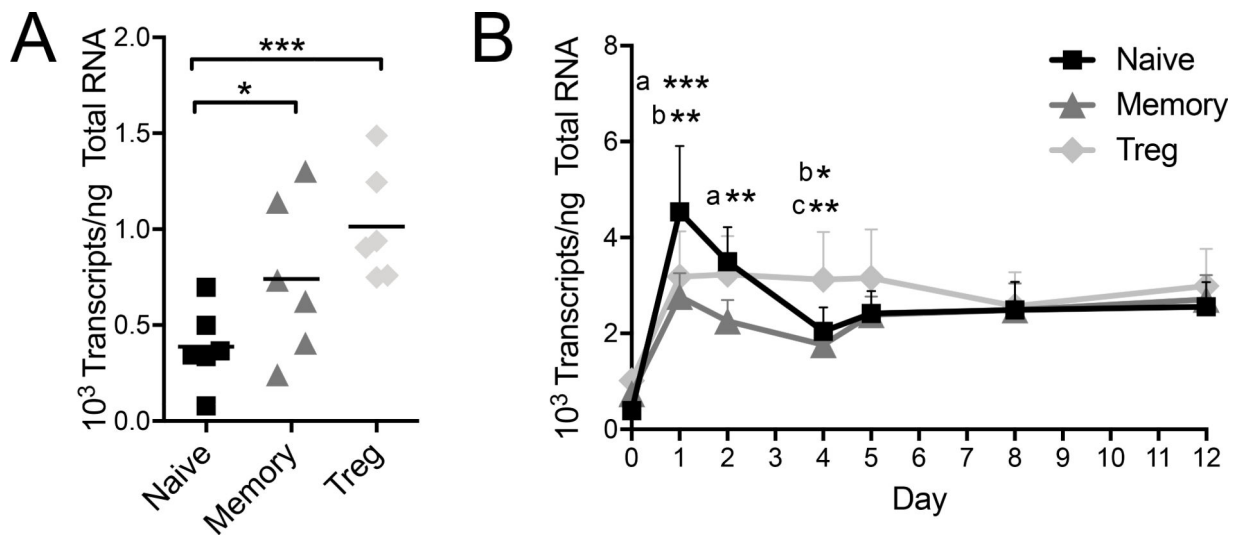 A
10³ Transcripts/ng Total RNA
2.0
1.5
1.0
0.5
0.0
***
*
Naive
Memory
Treg
B
10³ Transcripts/ng Total RNA
8
6
4
2
0
a ***
b**
a**
b*
c**
Naive
Memory
Treg
0 1 2 3 4 5 6 7 8 9 10 11 12
Day